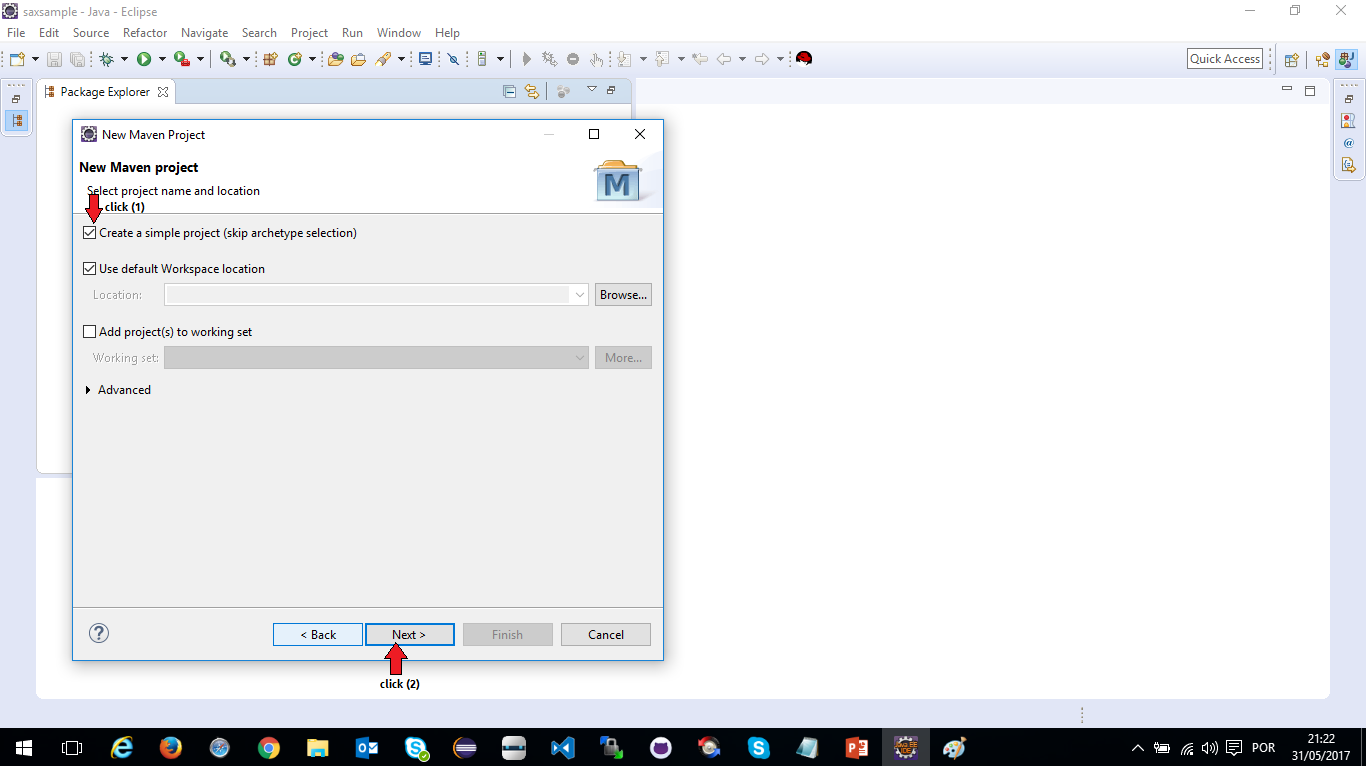 saxsample - Java - Eclipse
File Edit Source Refactor Navigate Search Project Run Window Help
Quick Access
Package Explorer
New Maven Project
New Maven project
Select project name and location
M
click (1)
Create a simple project (skip archetype selection)
Use default Workspace location
Location:
Browse...
Add project(s) to working set
Working set:
More...
Advanced
?
< Back
Next >
Finish
Cancel
click (2)
POR
21:22
31/05/2017